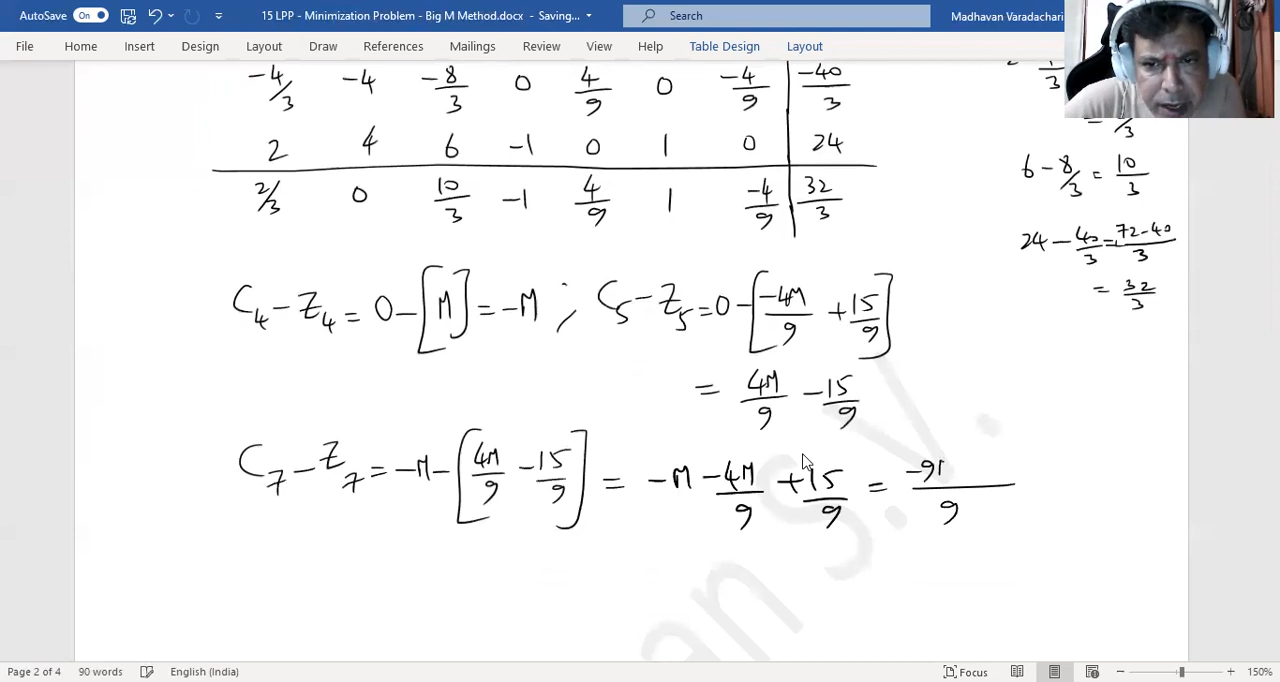 AutoSave On 15 LPP - Minimization Problem - Big M Method.docx - Saving... Search Madhavan Varadachari
File Home Insert Draw Design Layout References Mailings Review View Help Table Design Layout
-4/3 -4 -8/3 0 4/9 0 -4/9 -40/3
2 4 6 -1 0 1 0 24
2/3 0 10/3 -1 4/9 1 -4/9 32/3
6 - 8/3 = 10/3
24 - 40/3 = 72-40/3
= 32/3
C4 - Z4 = 0 - [M] = -M ; C5 - Z5 = 0 - [-4M/9 + 15/9]
= 4M/9 - 15/9
C7 - Z7 = -M - [4M/9 - 15/9] = -M - 4M/9 + 15/9 = -9 /9
an S.V.
Page 2 of 4 90 words English (India) Focus 150%